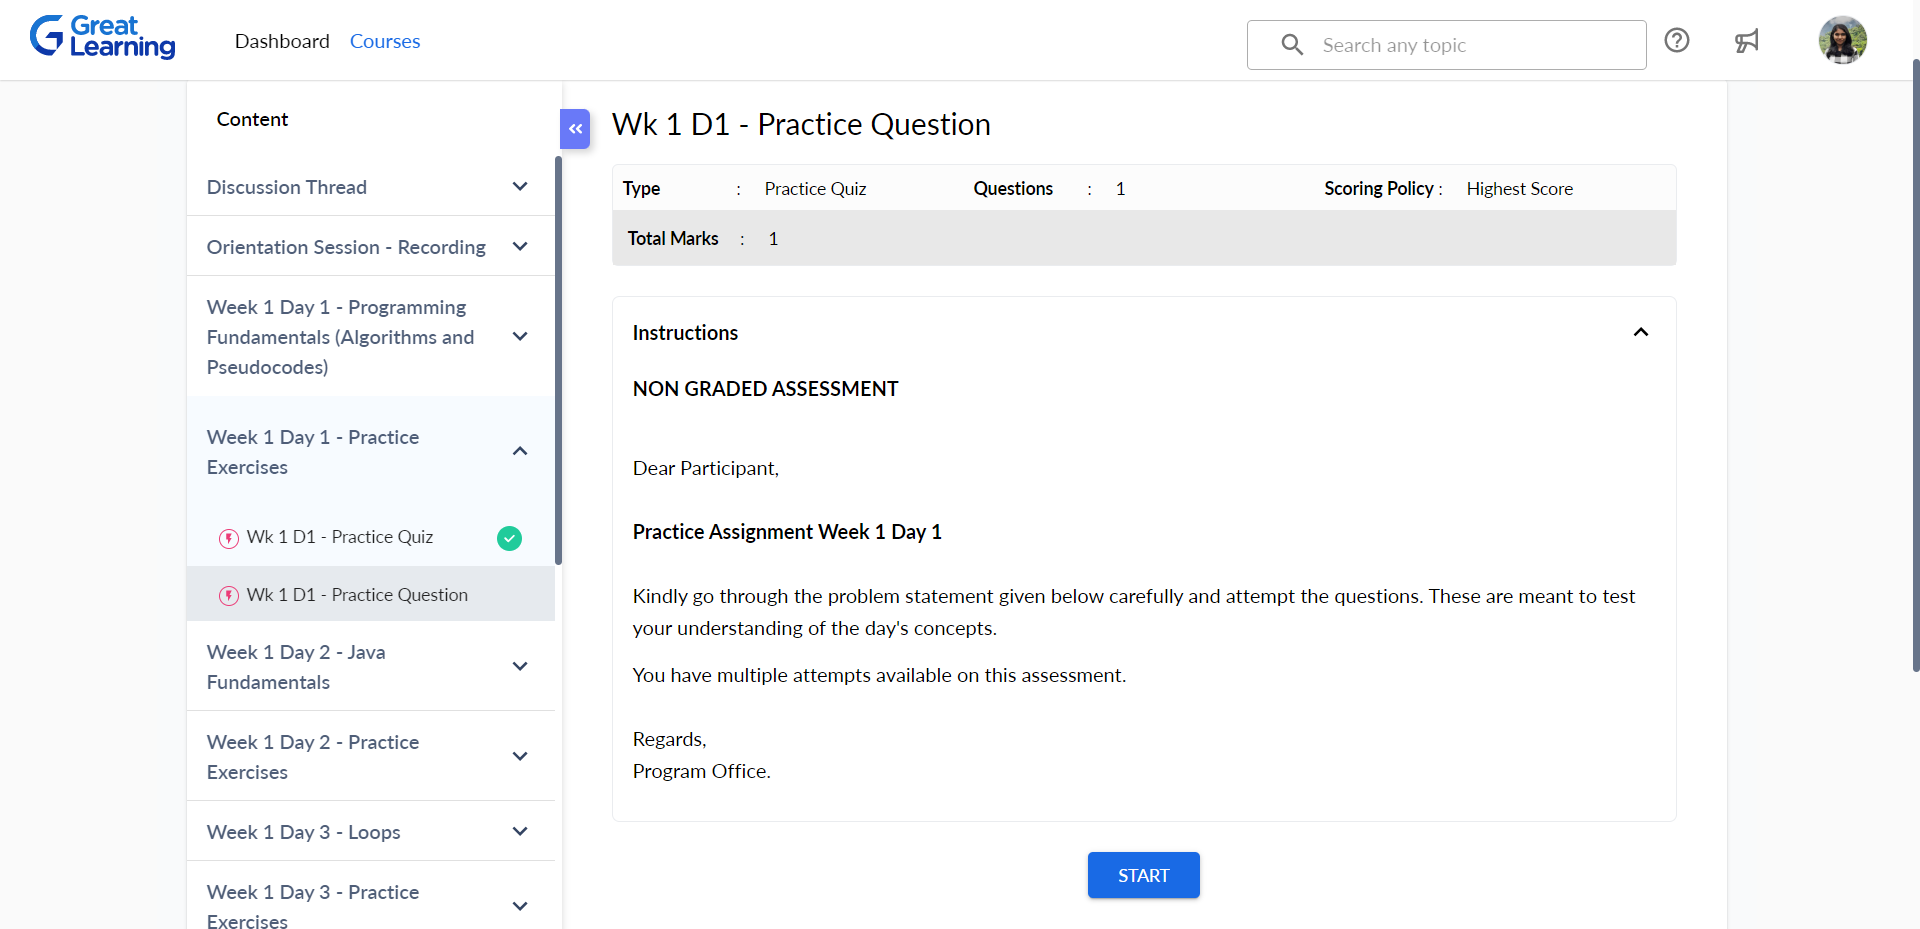 Great
Learning
Dashboard Courses
Search any topic
Content
Discussion Thread
Orientation Session - Recording
Week 1 Day 1 - Programming
Fundamentals (Algorithms and
Pseudocodes)
Week 1 Day 1 - Practice
Exercises
Wk 1 D1 - Practice Quiz
Wk 1 D1 - Practice Question
Week 1 Day 2 - Java
Fundamentals
Week 1 Day 2 - Practice
Exercises
Week 1 Day 3 - Loops
Week 1 Day 3 - Practice
Exercises
Wk 1 D1 - Practice Question
Type : Practice Quiz Questions : 1 Scoring Policy : Highest Score
Total Marks : 1
Instructions
NON GRADED ASSESSMENT
Dear Participant,
Practice Assignment Week 1 Day 1
Kindly go through the problem statement given below carefully and attempt the questions. These are meant to test
your understanding of the day's concepts.
You have multiple attempts available on this assessment.
Regards,
Program Office.
START